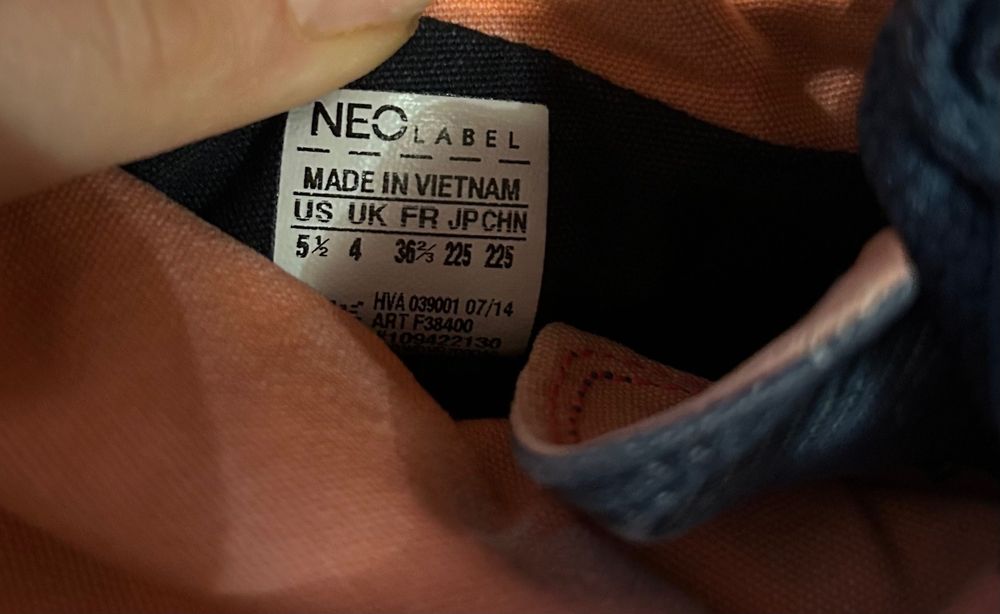 NEO LABEL
MADE IN VIETNAM
US UK FR JP CHN
5½ 4 36⅔ 225 225
HVA 039001 07/14
ART F38400
#109422130